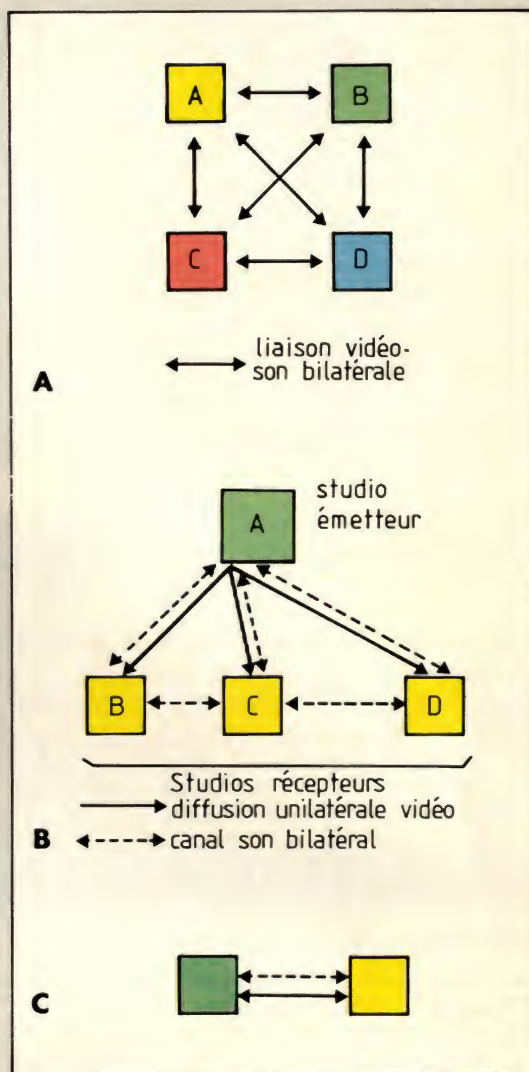 A
B
C
D
liaison vidéo-
son bilatérale
A
studio
émetteur
A
B
C
D
Studios récepteurs
diffusion unilatérale vidéo
B
canal son bilatéral
C